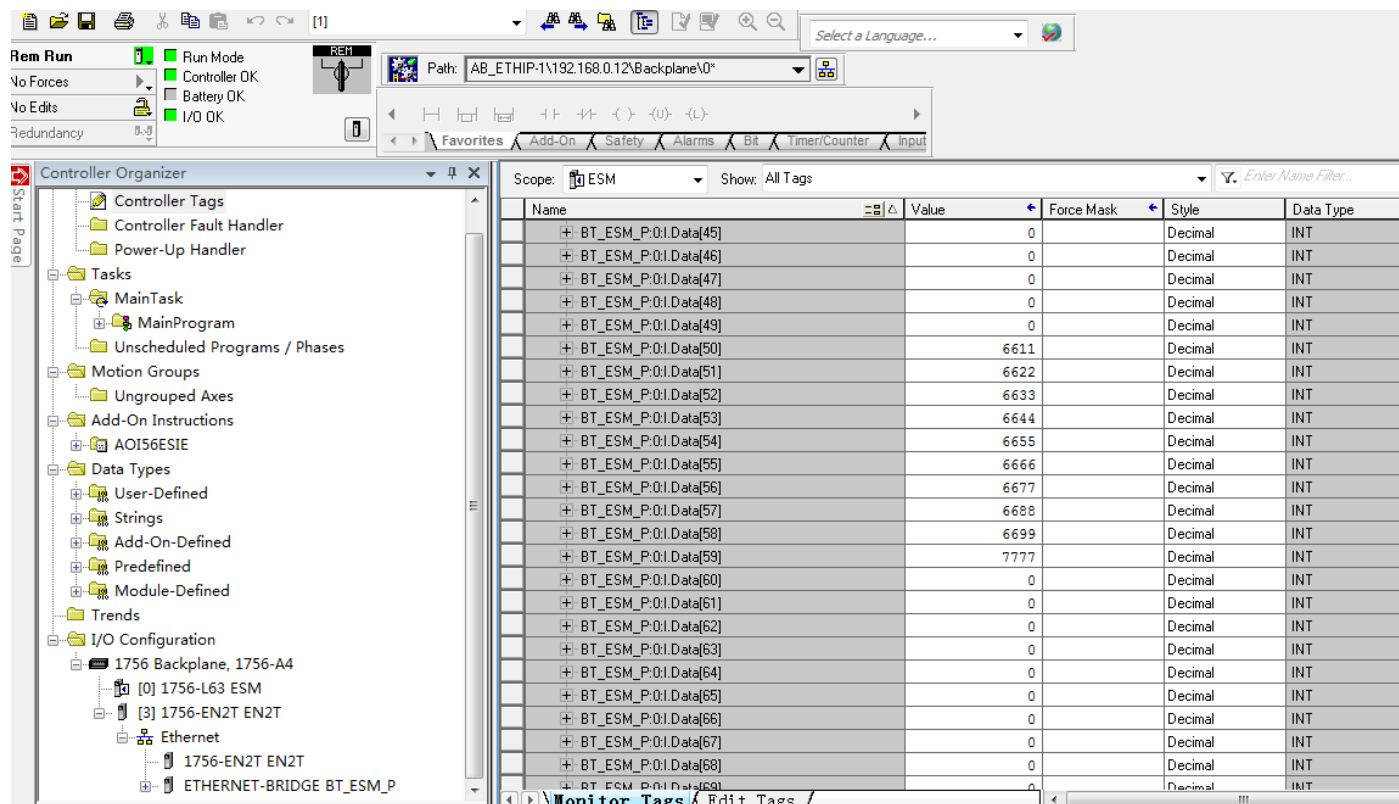 [1]
Select a Language...
Rem Run
Run Mode
REM
No Forces
Controller OK
Path: AB_ETHIP-1\192.168.0.12\Backplane\0*
No Edits
Battery OK
Redundancy
I/O OK
Favorites Add-On Safety Alarms Bit Timer/Counter Input
Start Page
Controller Organizer
Controller Tags
Controller Fault Handler
Power-Up Handler
Tasks
MainTask
MainProgram
Unscheduled Programs / Phases
Motion Groups
Ungrouped Axes
Add-On Instructions
AOI56ESIE
Data Types
User-Defined
Strings
Add-On-Defined
Predefined
Module-Defined
Trends
I/O Configuration
1756 Backplane, 1756-A4
[0] 1756-L63 ESM
[3] 1756-EN2T EN2T
Ethernet
1756-EN2T EN2T
ETHERNET-BRIDGE BT_ESM_P
Scope: ESM Show: All Tags Enter Name Filter...
Name Value Force Mask Style Data Type
BT_ESM_P:0:I.Data[45] 0 Decimal INT
BT_ESM_P:0:I.Data[46] 0 Decimal INT
BT_ESM_P:0:I.Data[47] 0 Decimal INT
BT_ESM_P:0:I.Data[48] 0 Decimal INT
BT_ESM_P:0:I.Data[49] 0 Decimal INT
BT_ESM_P:0:I.Data[50] 6611 Decimal INT
BT_ESM_P:0:I.Data[51] 6622 Decimal INT
BT_ESM_P:0:I.Data[52] 6633 Decimal INT
BT_ESM_P:0:I.Data[53] 6644 Decimal INT
BT_ESM_P:0:I.Data[54] 6655 Decimal INT
BT_ESM_P:0:I.Data[55] 6666 Decimal INT
BT_ESM_P:0:I.Data[56] 6677 Decimal INT
BT_ESM_P:0:I.Data[57] 6688 Decimal INT
BT_ESM_P:0:I.Data[58] 6699 Decimal INT
BT_ESM_P:0:I.Data[59] 7777 Decimal INT
BT_ESM_P:0:I.Data[60] 0 Decimal INT
BT_ESM_P:0:I.Data[61] 0 Decimal INT
BT_ESM_P:0:I.Data[62] 0 Decimal INT
BT_ESM_P:0:I.Data[63] 0 Decimal INT
BT_ESM_P:0:I.Data[64] 0 Decimal INT
BT_ESM_P:0:I.Data[65] 0 Decimal INT
BT_ESM_P:0:I.Data[66] 0 Decimal INT
BT_ESM_P:0:I.Data[67] 0 Decimal INT
BT_ESM_P:0:I.Data[68] 0 Decimal INT
BT_ESM_P:0:I.Data[69] 0 Decimal INT
Monitor Tags Edit Tags